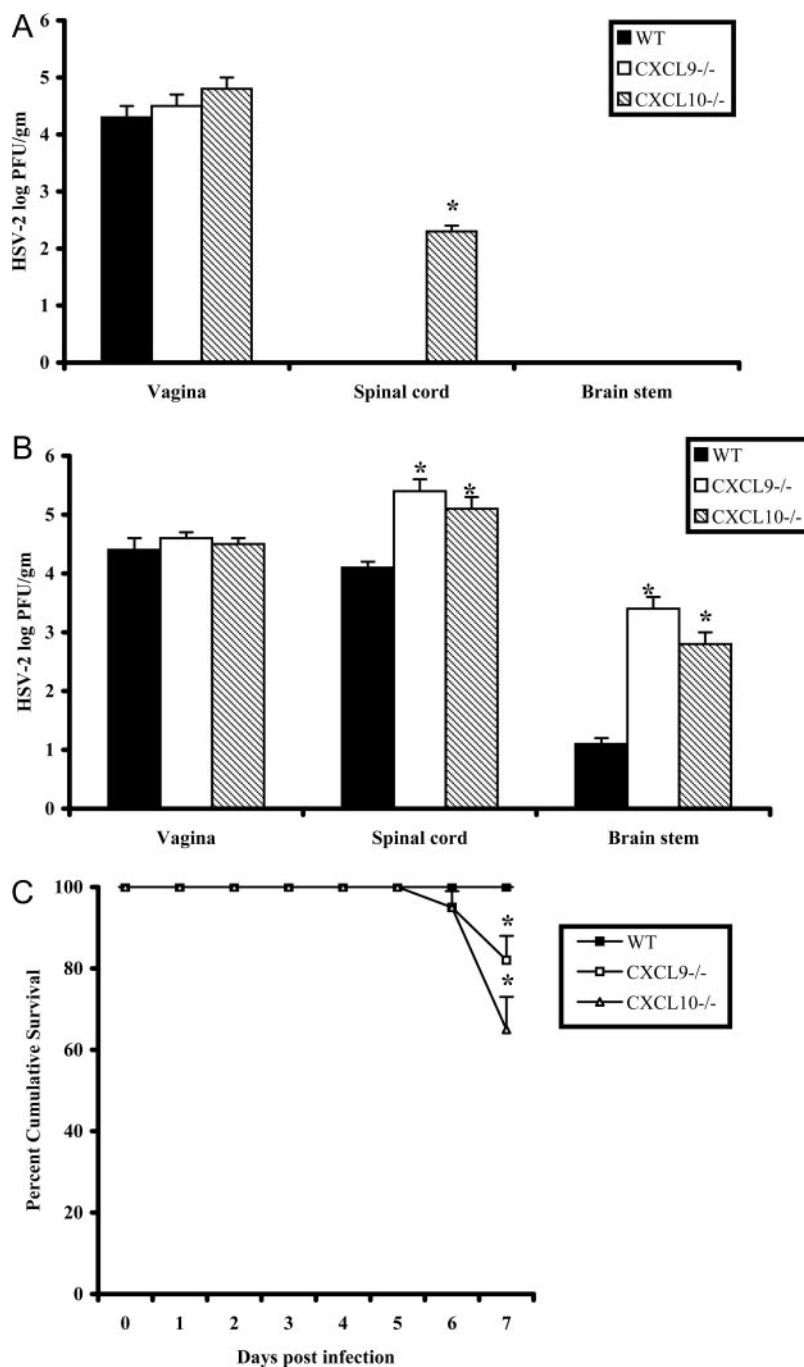 A
WT
CXCL9-/-
CXCL10-/-
HSV-2 log PFU/gm
6
5
4
3
2
1
0
*
Vagina
Spinal cord
Brain stem
B
WT
CXCL9-/-
CXCL10-/-
HSV-2 log PFU/gm
6
5
4
3
2
1
0
*
*
*
*
Vagina
Spinal cord
Brain stem
C
WT
CXCL9-/-
CXCL10-/-
Percent Cumulative Survival
100
80
60
40
20
0
*
*
0 1 2 3 4 5 6 7
Days post infection